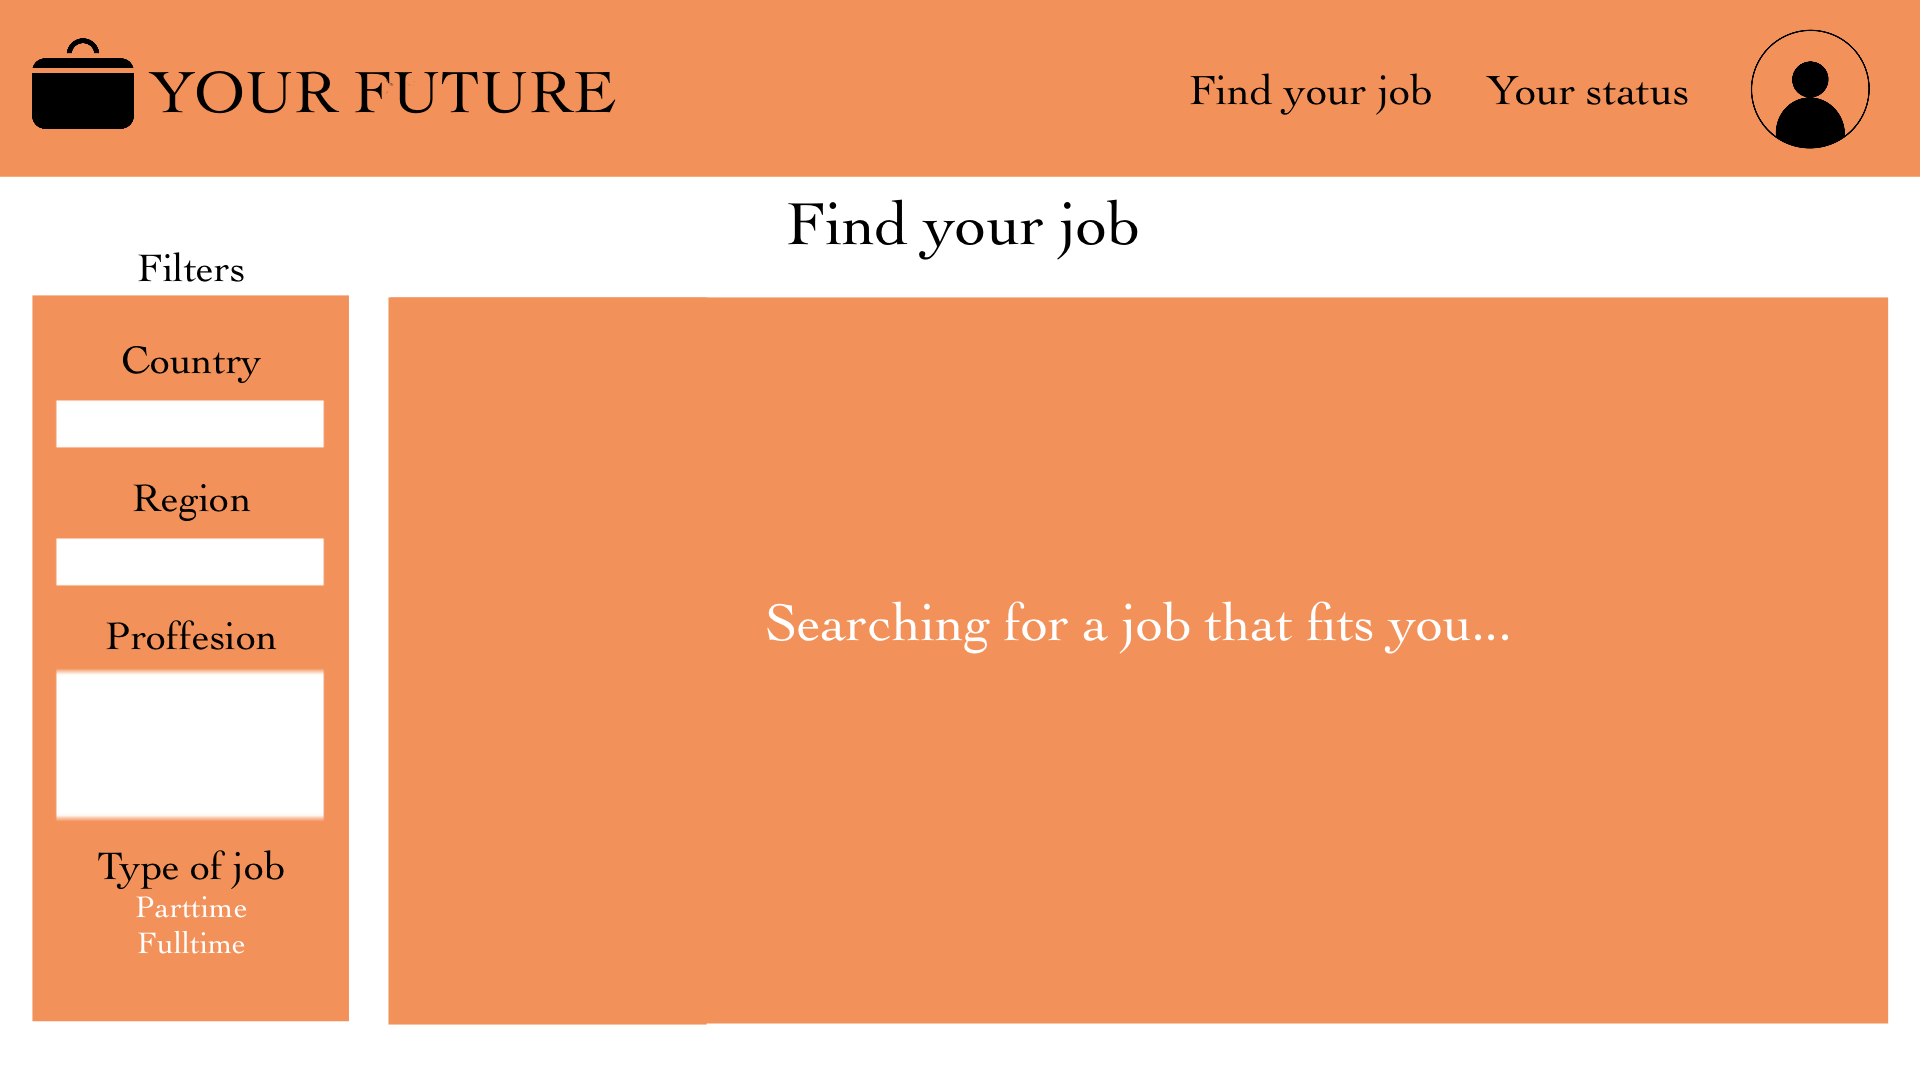 YOUR FUTURE
Find your job
Your status
Find your job
Filters
Country
Region
Proffesion
Type of job
Parttime
Fulltime
Searching for a job that fits you...